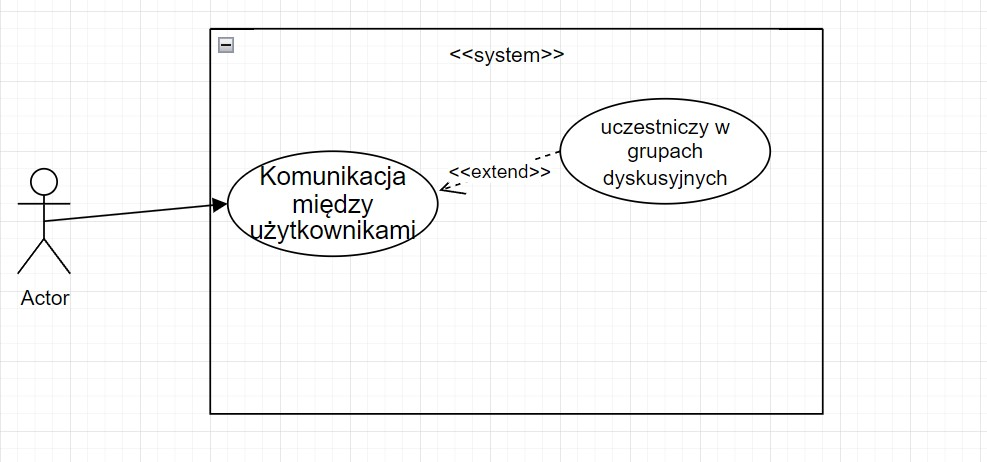 <<system>>
uczestniczy w
grupach
dyskusyjnych
<<extend>>
Komunikacja
między
użytkownikami
Actor